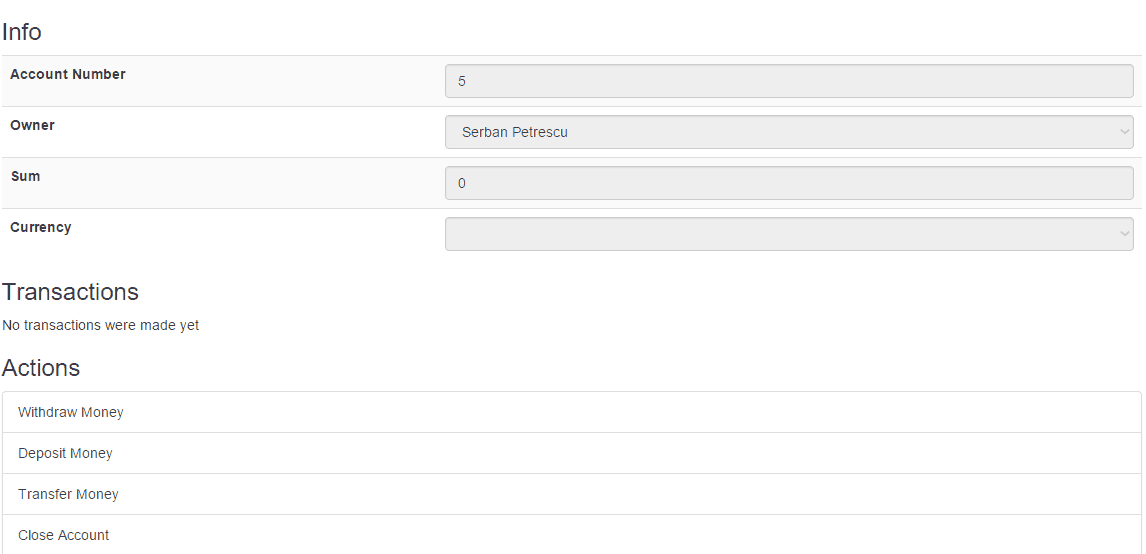 Info
Account Number 5
Owner Serban Petrescu
Sum 0
Currency
Transactions
No transactions were made yet
Actions
Withdraw Money
Deposit Money
Transfer Money
Close Account